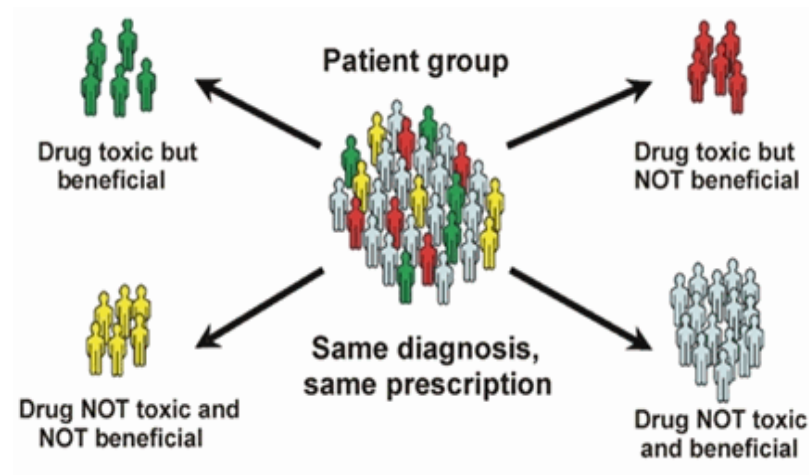 Patient group
Drug toxic but
beneficial
Drug toxic but
NOT beneficial
Same diagnosis,
same prescription
Drug NOT toxic and
NOT beneficial
Drug NOT toxic
and beneficial